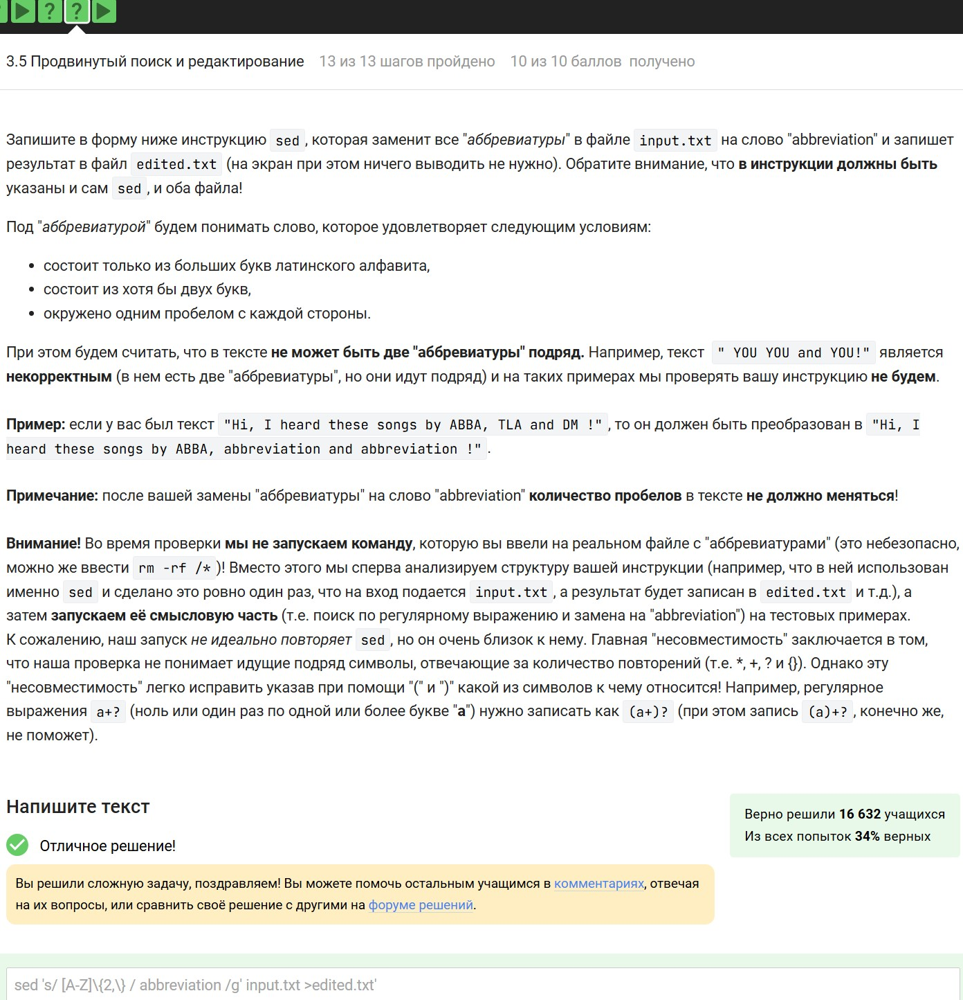 ? ?
3.5 Продвинутый поиск и редактирование 13 из 13 шагов пройдено 10 из 10 баллов получено
Запишите в форму ниже инструкцию sed, которая заменит все "аббревиатуры" в файле input.txt на слово "abbreviation" и запишет
результат в файл edited.txt (на экран при этом ничего выводить не нужно). Обратите внимание, что в инструкции должны быть
указаны и сам sed, и оба файла!
Под "аббревиатурой" будем понимать слово, которое удовлетворяет следующим условиям:
• состоит только из больших букв латинского алфавита,
• состоит из хотя бы двух букв,
• окружено одним пробелом с каждой стороны.
При этом будем считать, что в тексте не может быть две "аббревиатуры" подряд. Например, текст " YOU YOU and YOU!" является
некорректным (в нем есть две "аббревиатуры", но они идут подряд) и на таких примерах мы проверять вашу инструкцию не будем.
Пример: если у вас был текст "Hi, I heard these songs by ABBA, TLA and DM !", то он должен быть преобразован в "Hi, I
heard these songs by ABBA, abbreviation and abbreviation !".
Примечание: после вашей замены "аббревиатуры" на слово "abbreviation" количество пробелов в тексте не должно меняться!
Внимание! Во время проверки мы не запускаем команду, которую вы ввели на реальном файле с "аббревиатурами" (это небезопасно,
можно же ввести rm -rf /*)! Вместо этого мы сперва анализируем структуру вашей инструкции (например, что в ней использован
именно sed и сделано это ровно один раз, что на вход подается input.txt, а результат будет записан в edited.txt и т.д.), а
затем запускаем её смысловую часть (т.е. поиск по регулярному выражению и замена на "abbreviation") на тестовых примерах.
К сожалению, наш запуск не идеально повторяет sed, но он очень близок к нему. Главная "несовместимость" заключается в том,
что наша проверка не понимает идущие подряд символы, отвечающие за количество повторений (т.е. *, +, ? и {}). Однако эту
"несовместимость" легко исправить указав при помощи "(" и ")" какой из символов к чему относится! Например, регулярное
выражения a+? (ноль или один раз по одной или более букве "a") нужно записать как (a+)? (при этом запись (a)+?, конечно же,
не поможет).
Напишите текст
Верно решили 16 632 учащихся
Из всех попыток 34% верных
Отличное решение!
Вы решили сложную задачу, поздравляем! Вы можете помочь остальным учащимся в комментариях, отвечая
на их вопросы, или сравнить своё решение с другими на форуме решений.
sed 's/ [A-Z]\{2,\} / abbreviation /g' input.txt >edited.txt'